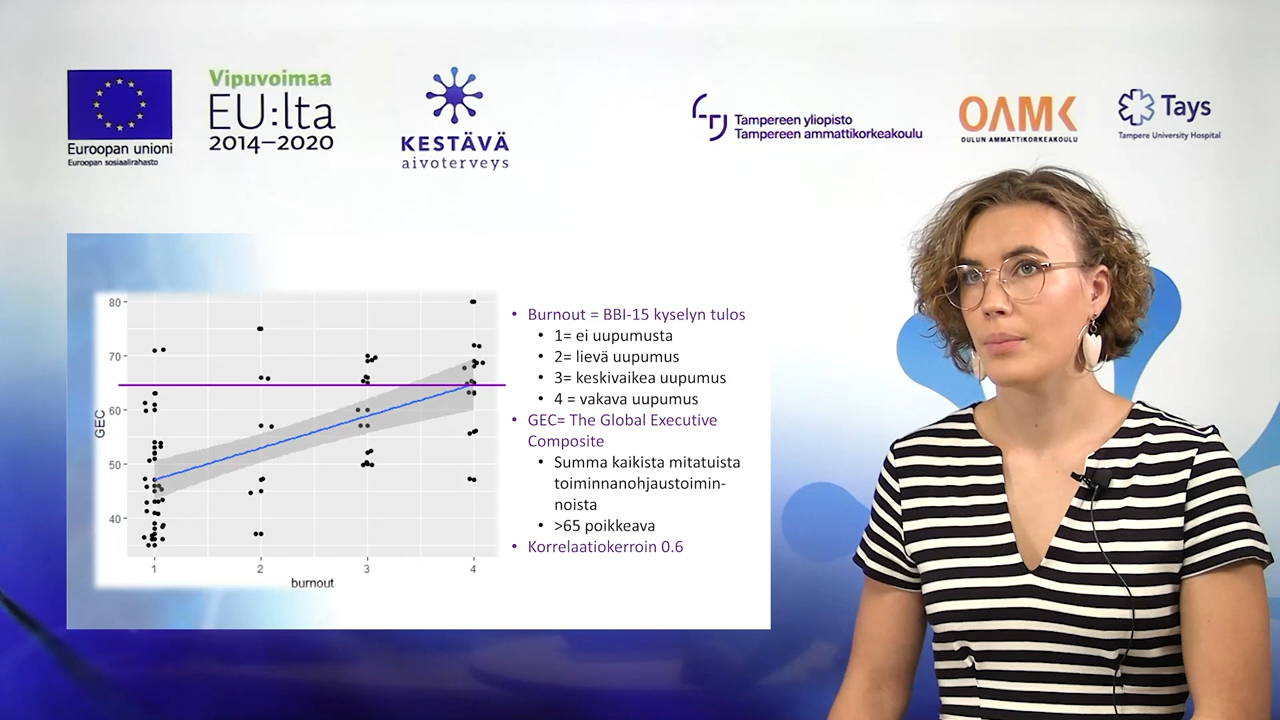 Euroopan unioni
Euroopan sosiaalirahasto
Vipuvoimaa
EU:lta
2014–2020
KESTÄVÄ
aivoterveys
Tampereen yliopisto
Tampereen ammattikorkeakoulu
OAMK
OULUN AMMATTIKORKEAKOULU
Tays
Tampere University Hospital
80
70
60
50
40
GEC
1 2 3 4
burnout
• Burnout = BBI-15 kyselyn tulos
• 1= ei uupumusta
• 2= lievä uupumus
• 3= keskivaikea uupumus
• 4 = vakava uupumus
• GEC= The Global Executive
Composite
• Summa kaikista mitatuista
toiminnanohjaustoimin-
noista
• >65 poikkeava
• Korrelaatiokerroin 0.6